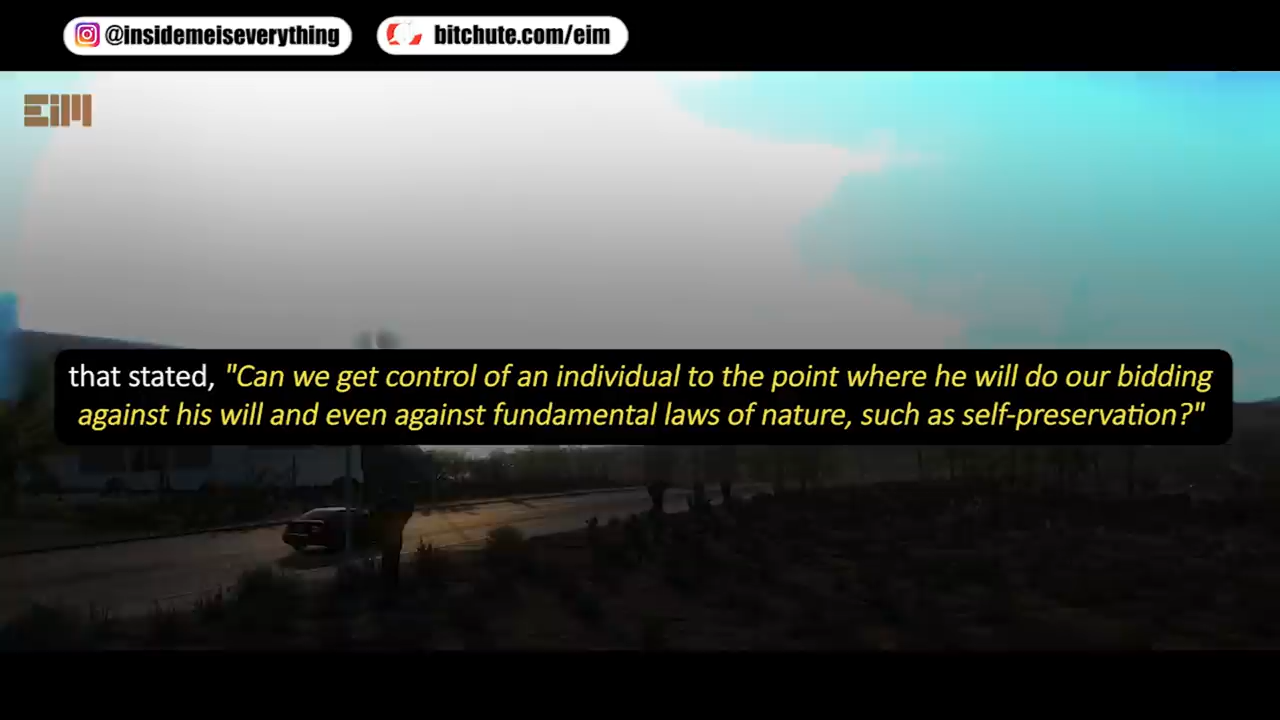 @insidemeiseverything
bitchute.com/eim
EiM
that stated, "Can we get control of an individual to the point where he will do our bidding
against his will and even against fundamental laws of nature, such as self-preservation?"